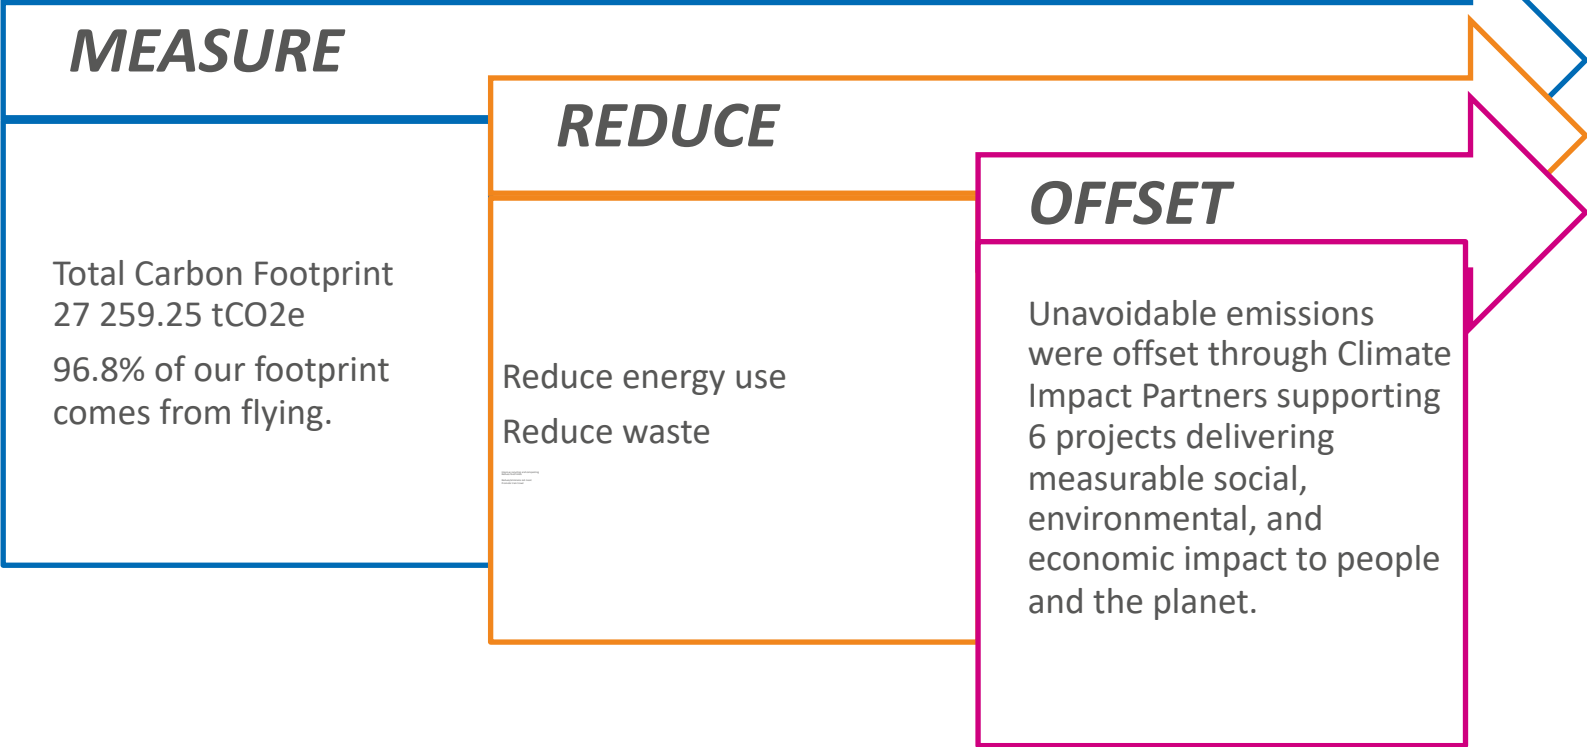 MEASURE
Total Carbon Footprint
27 259.25 tCO2e
96.8% of our footprint
comes from flying.
REDUCE
Reduce energy use
Reduce waste
OFFSET
Unavoidable emissions
were offset through Climate
Impact Partners supporting
6 projects delivering
measurable social,
environmental, and
economic impact to people
and the planet.